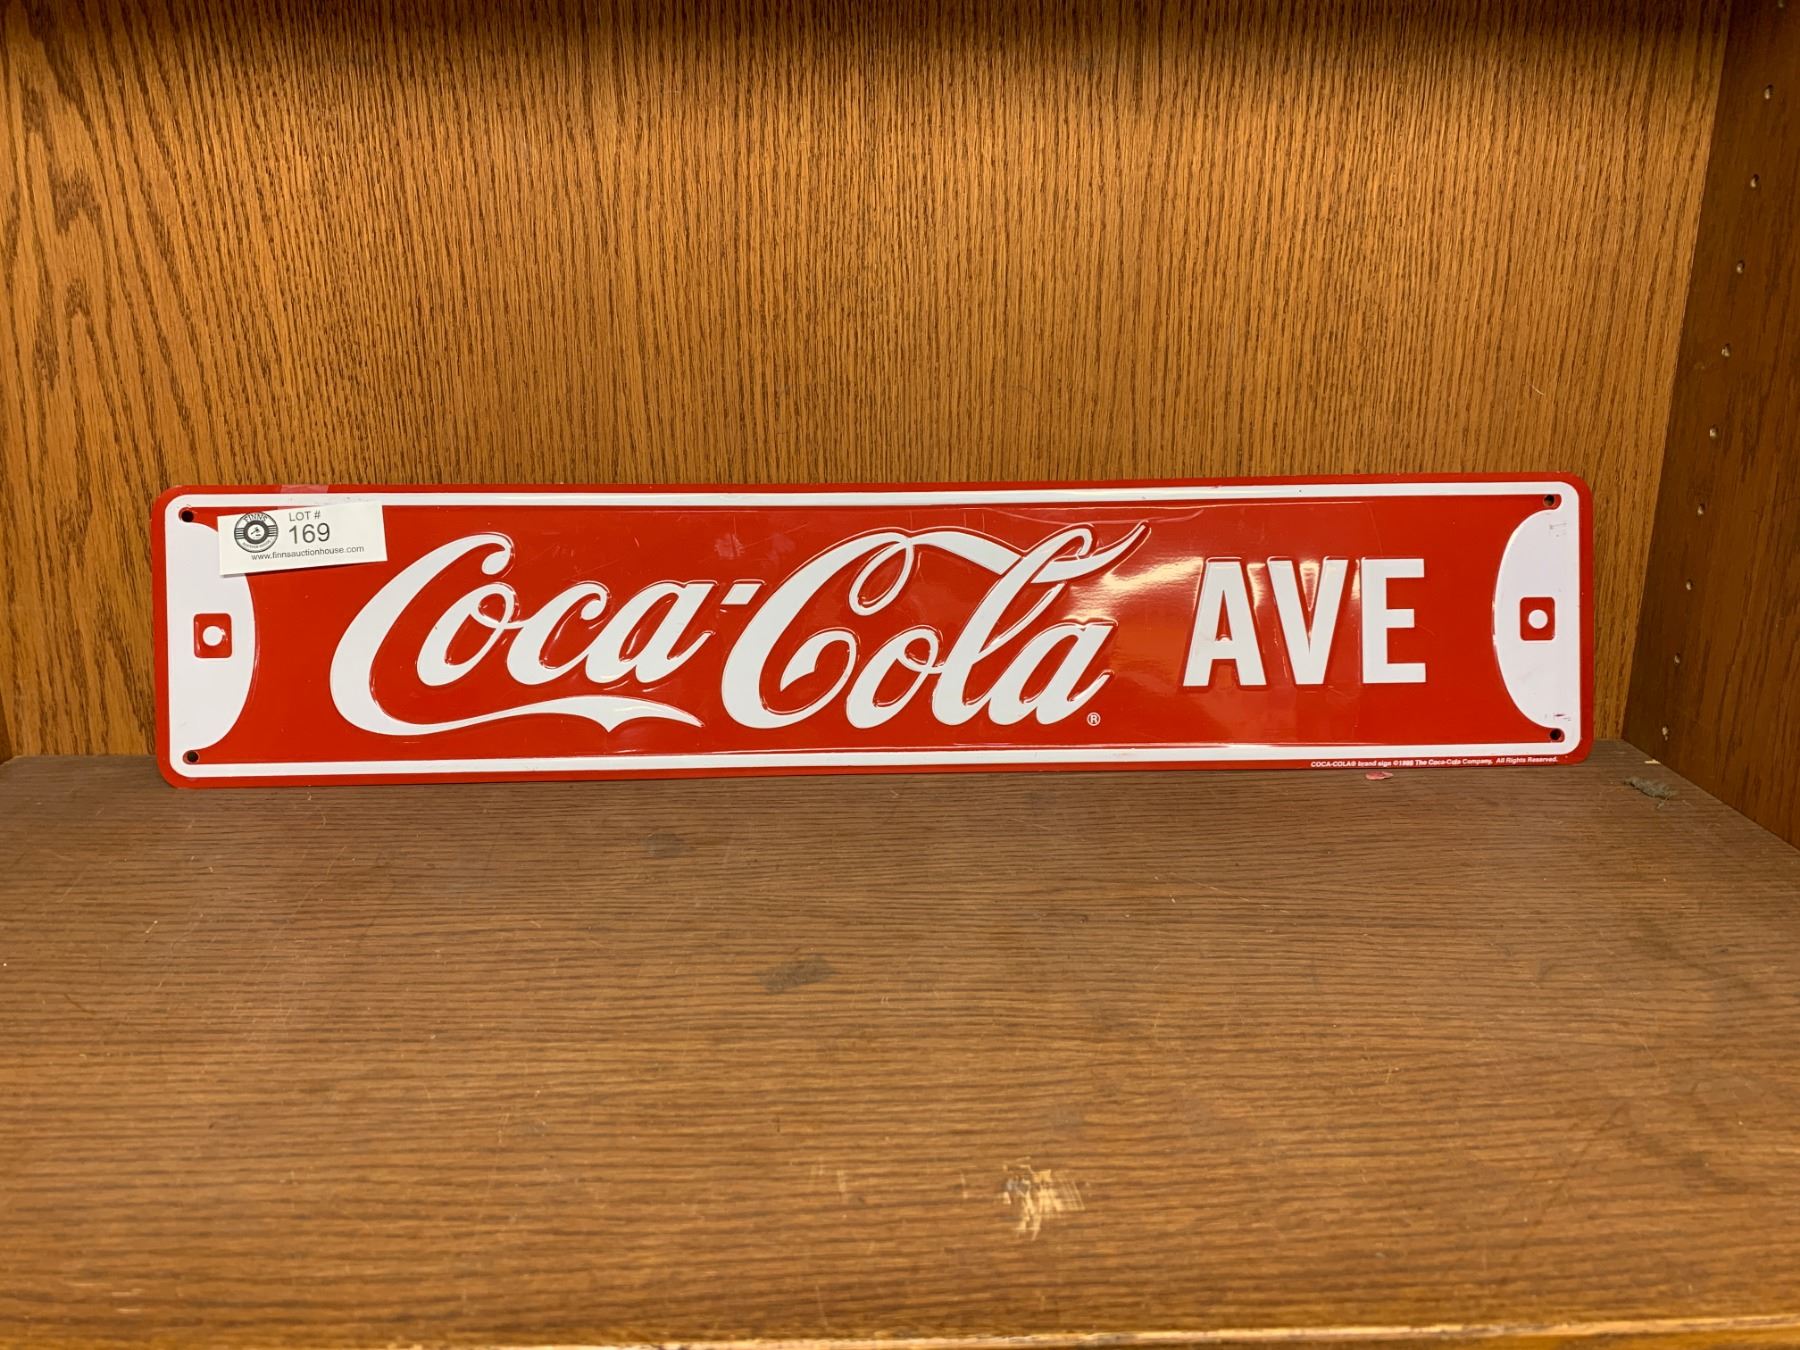 FINNS
LOT #
169
www.finnsauctionhouse.com
Coca-Cola ® AVE
COCA-COLA® brand sign © The Coca-Cola Company. All Rights Reserved.